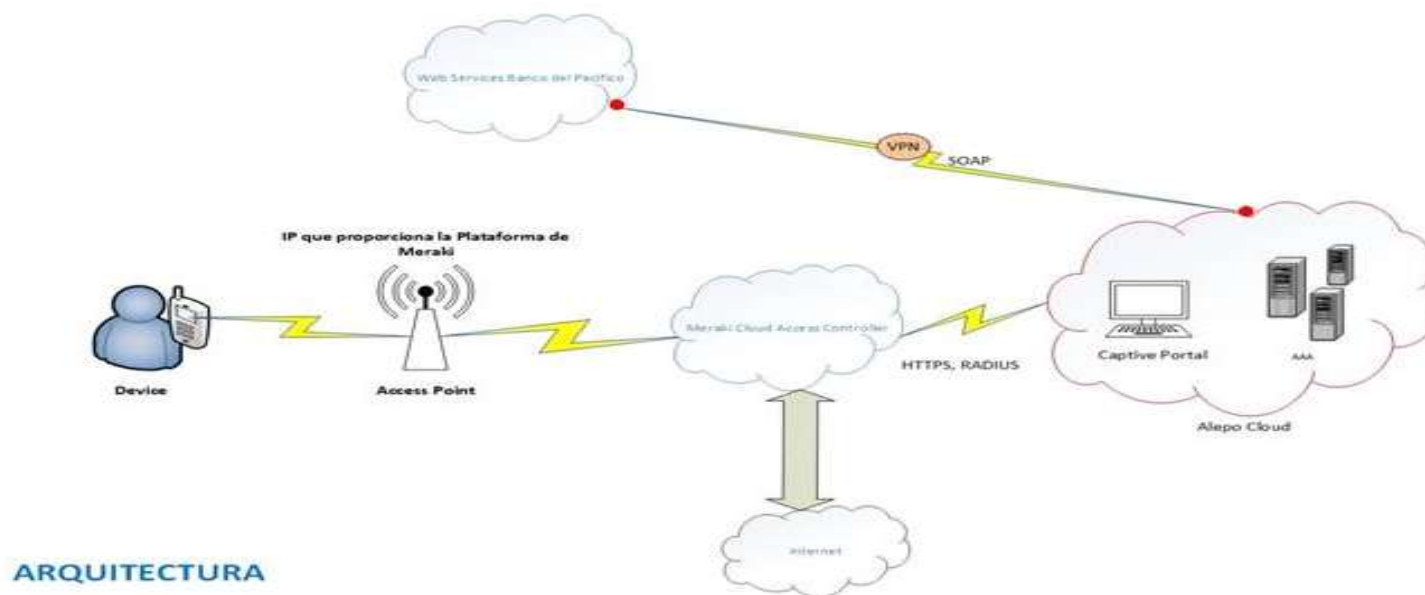 Web Services Banco del Pacifico
VPN
SOAP
IP que proporciona la Plataforma de
Meraki
Meraki Cloud Access Controller
HTTPS, RADIUS
Captive Portal
AAA
Device
Access Point
Alepo Cloud
Internet
ARQUITECTURA